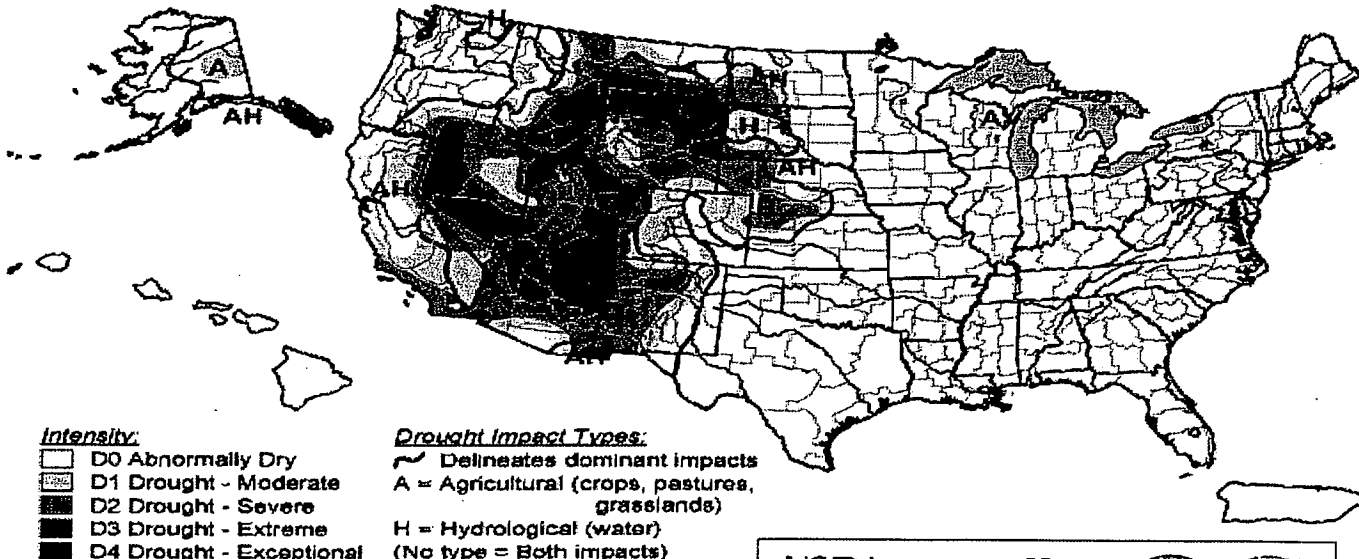 H
A
AH
AH
H
A
AH
AH
AH
Intensity:
D0 Abnormally Dry
D1 Drought - Moderate
D2 Drought - Severe
D3 Drought - Extreme
D4 Drought - Exceptional
Drought Impact Types:
Delineates dominant impacts
A = Agricultural (crops, pastures,
grasslands)
H = Hydrological (water)
(No type = Both impacts)